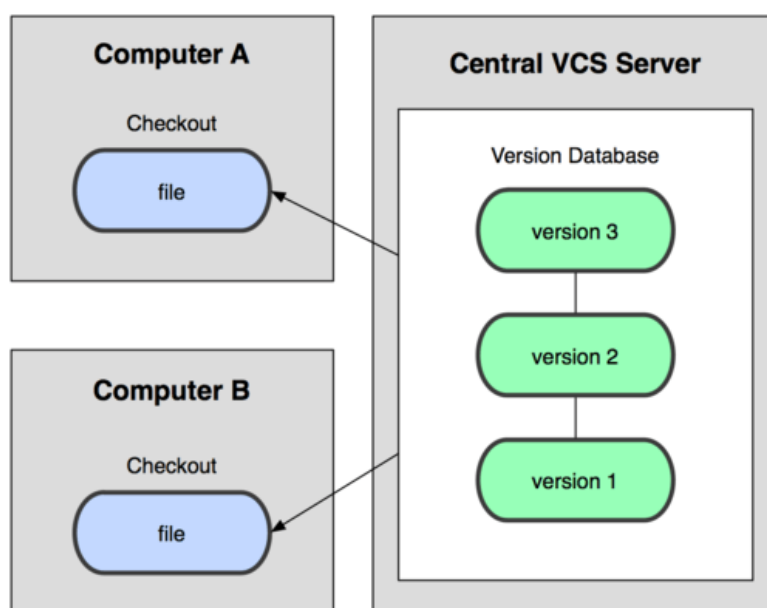 Computer A
Checkout
file
Computer B
Checkout
file
Central VCS Server
Version Database
version 3
version 2
version 1